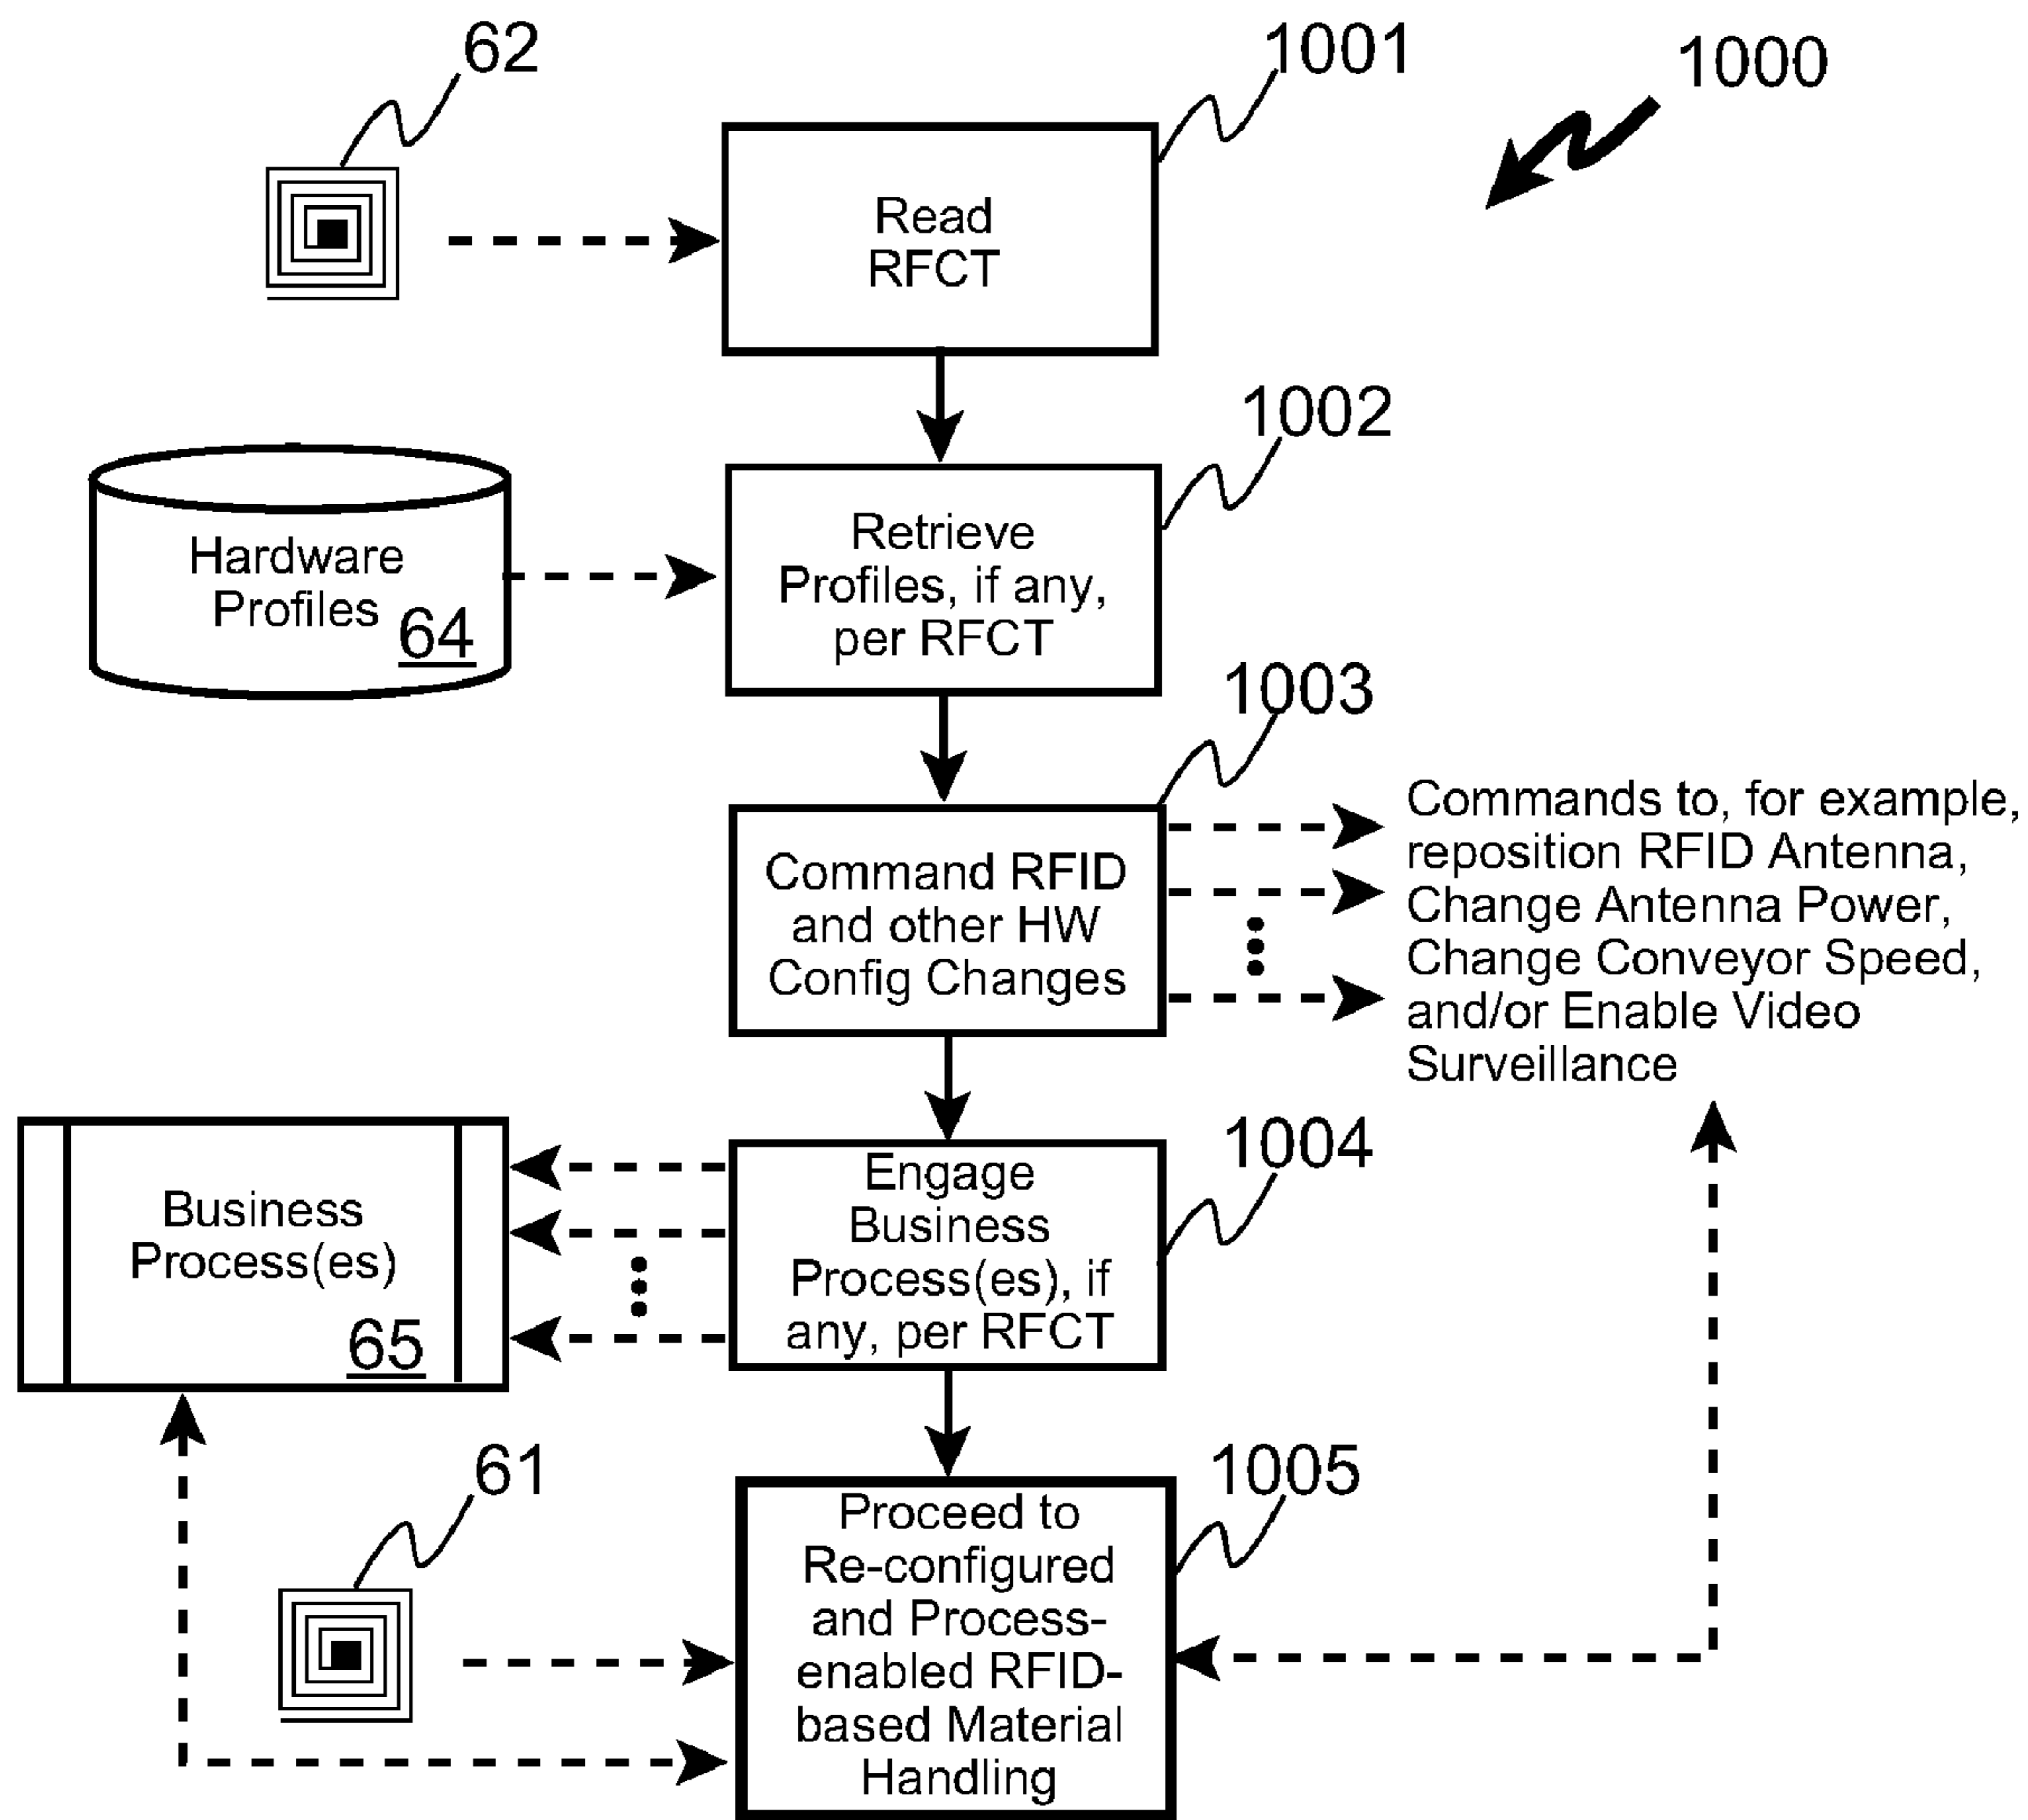 62
1001
1000
Read
RFCT
1002
Hardware
Profiles
64
Retrieve
Profiles, if any,
per RFCT
1003
Command RFID
and other HW
Config Changes
Commands to, for example,
reposition RFID Antenna,
Change Antenna Power,
Change Conveyor Speed,
and/or Enable Video
Surveillance
1004
Business
Process(es)
65
Engage
Business
Process(es), if
any, per RFCT
61
1005
Proceed to
Re-configured
and Process-
enabled RFID-
based Material
Handling